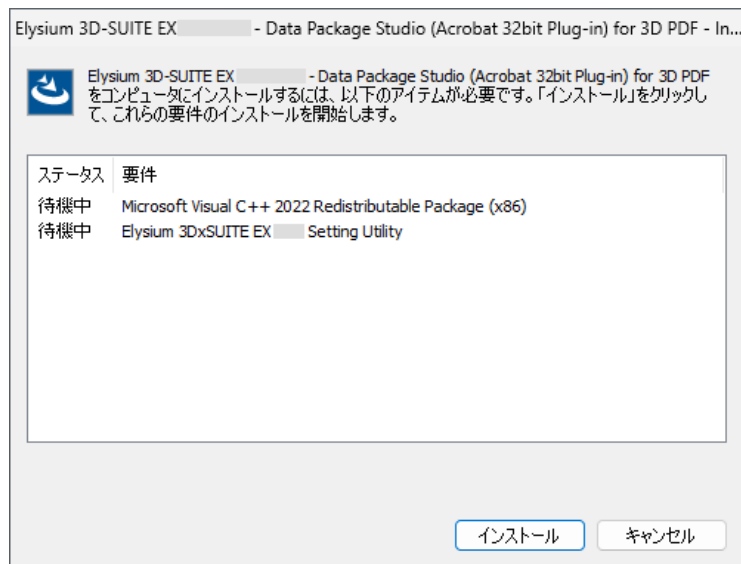 Elysium 3D-SUITE EX - Data Package Studio (Acrobat 32bit Plug-in) for 3D PDF - In...
Elysium 3D-SUITE EX - Data Package Studio (Acrobat 32bit Plug-in) for 3D PDF
をコンピュータにインストールするには、以下のアイテムが必要です。「インストール」をクリックし
て、これらの要件のインストールを開始します。
ステータス 要件
待機中 Microsoft Visual C++ 2022 Redistributable Package (x86)
待機中 Elysium 3DxSUITE EX Setting Utility
インストール キャンセル